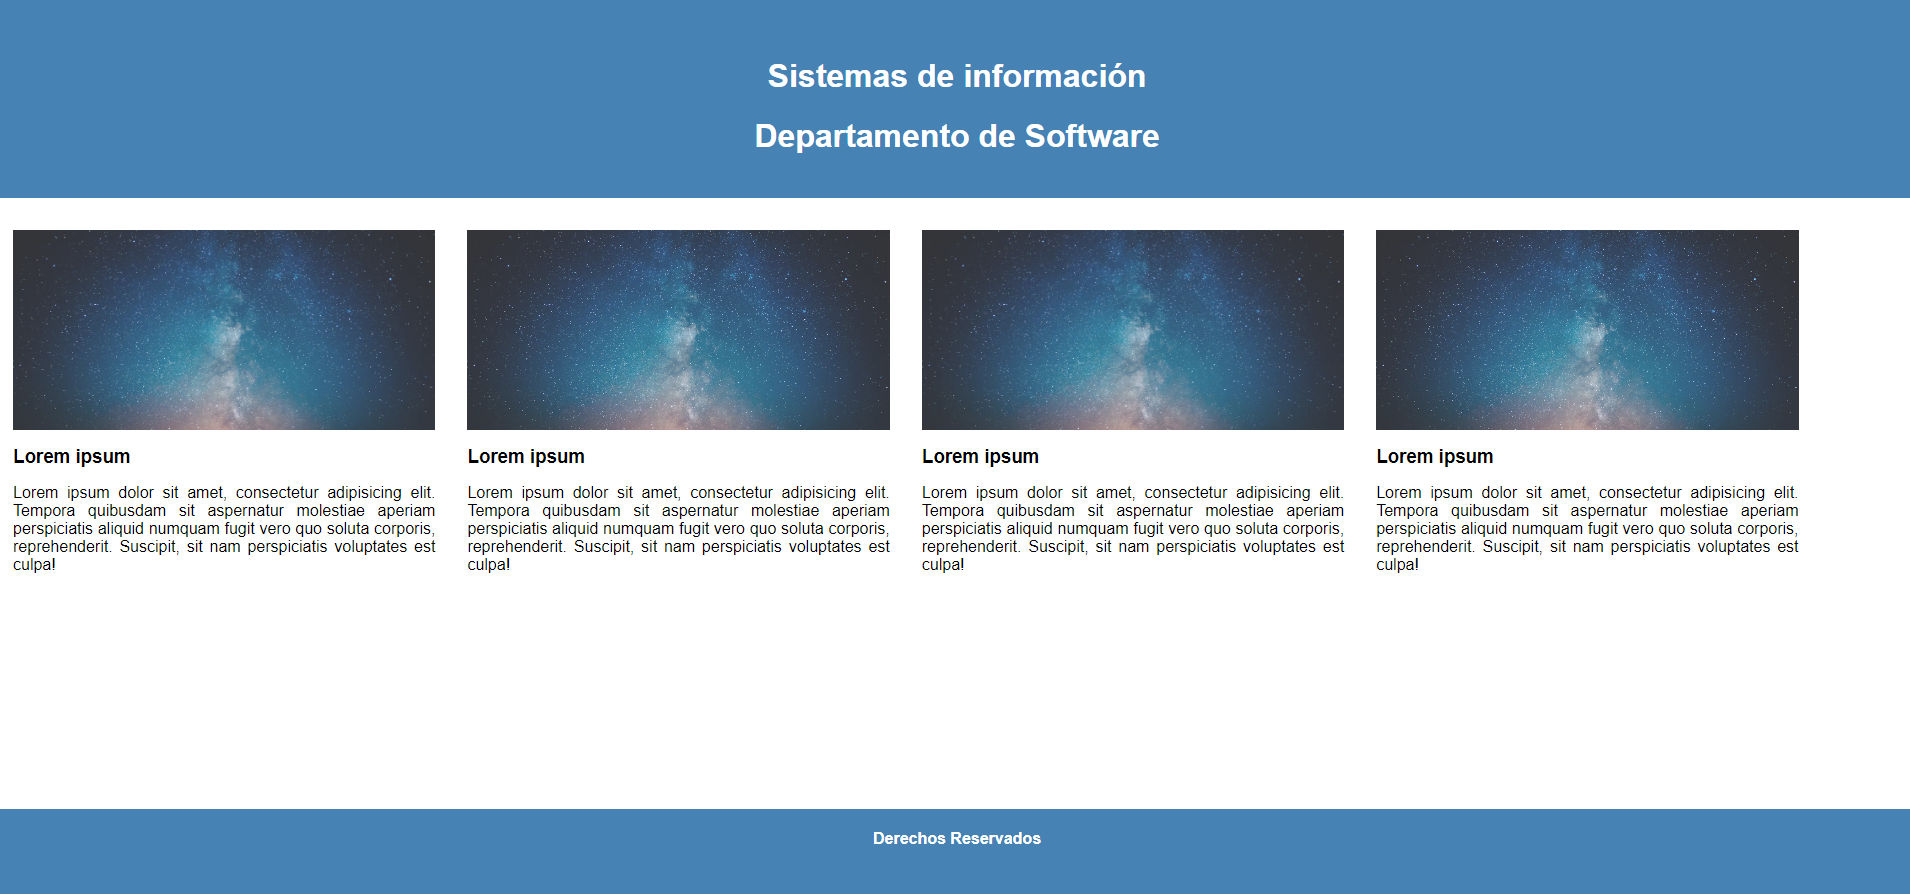 Sistemas de información
Departamento de Software
Lorem ipsum
Lorem ipsum dolor sit amet, consectetur adipisicing elit.
Tempora quibusdam sit aspernatur molestiae aperiam
perspiciatis aliquid numquam fugit vero quo soluta corporis,
reprehenderit. Suscipit, sit nam perspiciatis voluptates est
culpa!
Lorem ipsum
Lorem ipsum dolor sit amet, consectetur adipisicing elit.
Tempora quibusdam sit aspernatur molestiae aperiam
perspiciatis aliquid numquam fugit vero quo soluta corporis,
reprehenderit. Suscipit, sit nam perspiciatis voluptates est
culpa!
Lorem ipsum
Lorem ipsum dolor sit amet, consectetur adipisicing elit.
Tempora quibusdam sit aspernatur molestiae aperiam
perspiciatis aliquid numquam fugit vero quo soluta corporis,
reprehenderit. Suscipit, sit nam perspiciatis voluptates est
culpa!
Lorem ipsum
Lorem ipsum dolor sit amet, consectetur adipisicing elit.
Tempora quibusdam sit aspernatur molestiae aperiam
perspiciatis aliquid numquam fugit vero quo soluta corporis,
reprehenderit. Suscipit, sit nam perspiciatis voluptates est
culpa!
Derechos Reservados